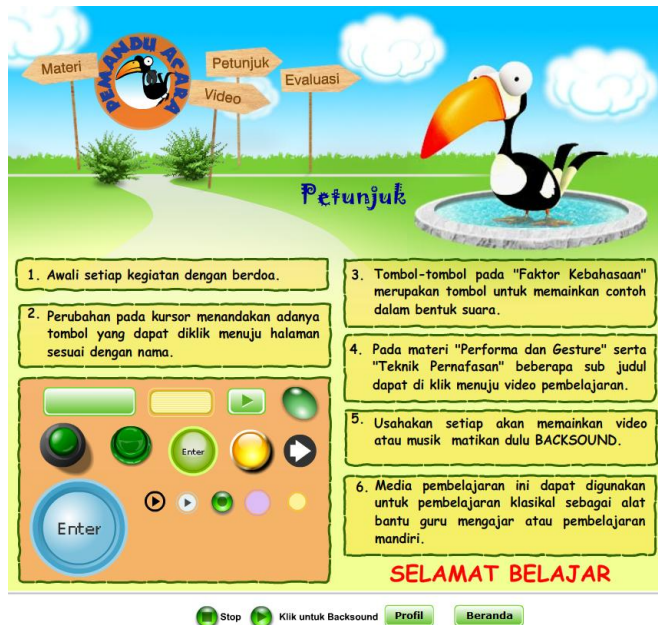 Materi
PEMANDU ACARA
Petunjuk
Video
Evaluasi
Petunjuk
1. Awali setiap kegiatan dengan berdoa.
2. Perubahan pada kursor menandakan adanya
tombol yang dapat diklik menuju halaman
sesuai dengan nama.
Enter
Enter
3. Tombol-tombol pada "Faktor Kebahasaan"
merupakan tombol untuk memainkan contoh
dalam bentuk suara.
4. Pada materi "Performa dan Gesture" serta
"Teknik Pernafasan" beberapa sub judul
dapat di klik menuju video pembelajaran.
5. Usahakan setiap akan memainkan video
atau musik matikan dulu BACKSOUND.
6. Media pembelajaran ini dapat digunakan
untuk pembelajaran klasikal sebagai alat
bantu guru mengajar atau pembelajaran
mandiri.
SELAMAT BELAJAR
Stop Klik untuk Backsound Profil Beranda